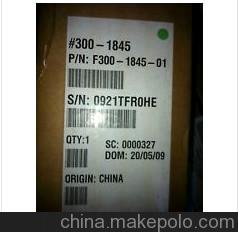 #300-1845
P/N: F300-1845-01
S/N: 0921TFR0HE
QTY:1
SC: 0000327
DOM: 20/05/09
ORIGIN: CHINA
china.makepolo.com